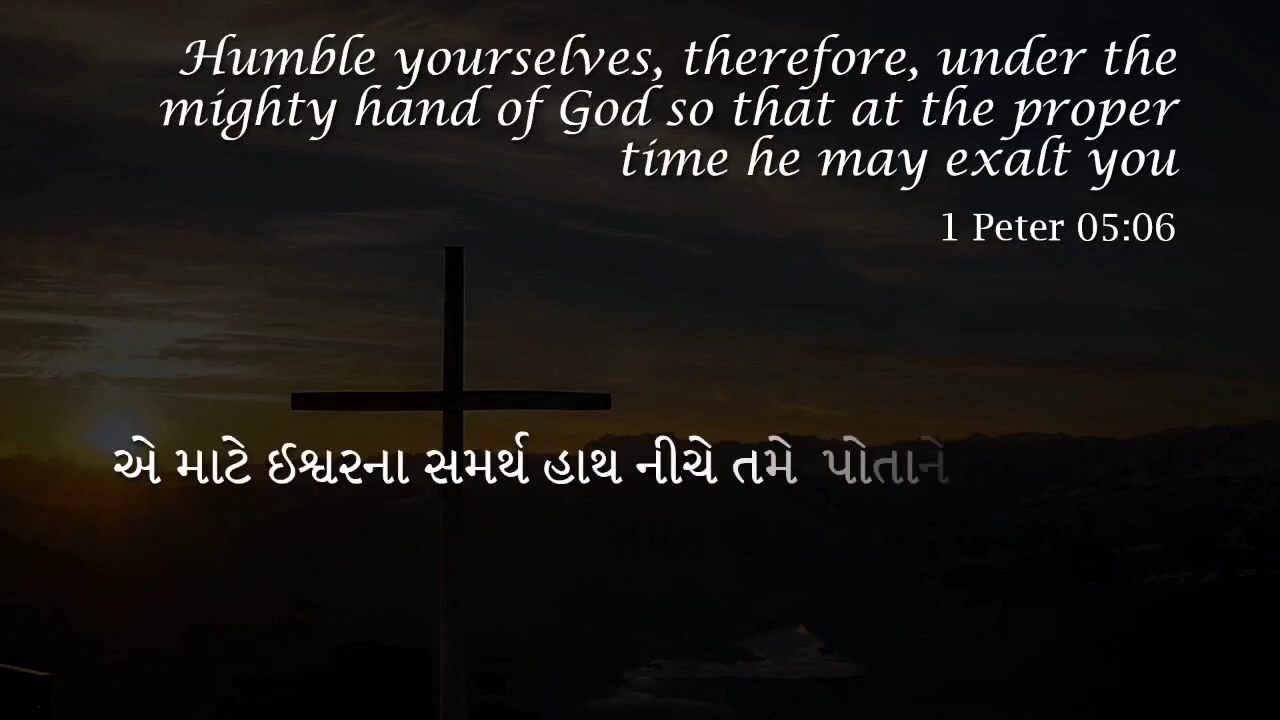 Humble yourselves, therefore, under the
mighty hand of God so that at the proper
time he may exalt you
1 Peter 05:06
એ માટે ઈશ્વરના સમર્થ હાથ નીચે તમે પોતાને